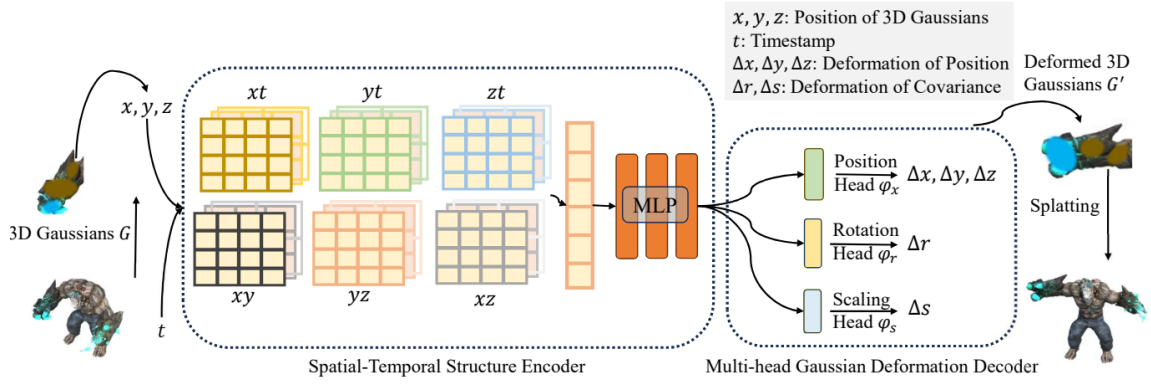 x, y, z: Position of 3D Gaussians
t: Timestamp
Δx, Δy, Δz: Deformation of Position
Δr, Δs: Deformation of Covariance
x, y, z
3D Gaussians G
t
xt
yt
zt
xy
yz
xz
MLP
Spatial-Temporal Structure Encoder
Position
Head φₓ
Δx, Δy, Δz
Rotation
Head φᵣ
Δr
Scaling
Head φₛ
Δs
Multi-head Gaussian Deformation Decoder
Deformed 3D
Gaussians G′
Splatting